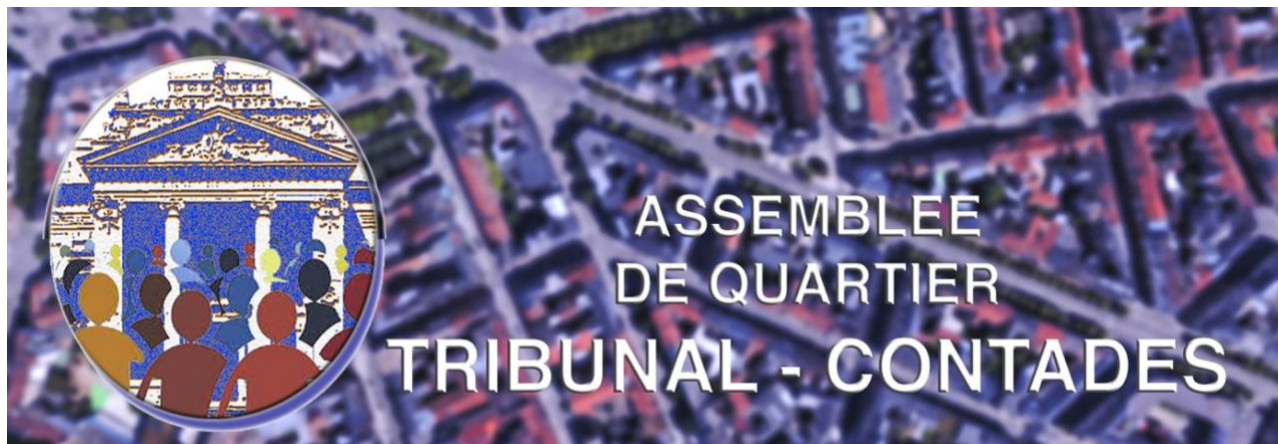 ASSEMBLEE
DE QUARTIER
TRIBUNAL - CONTADES